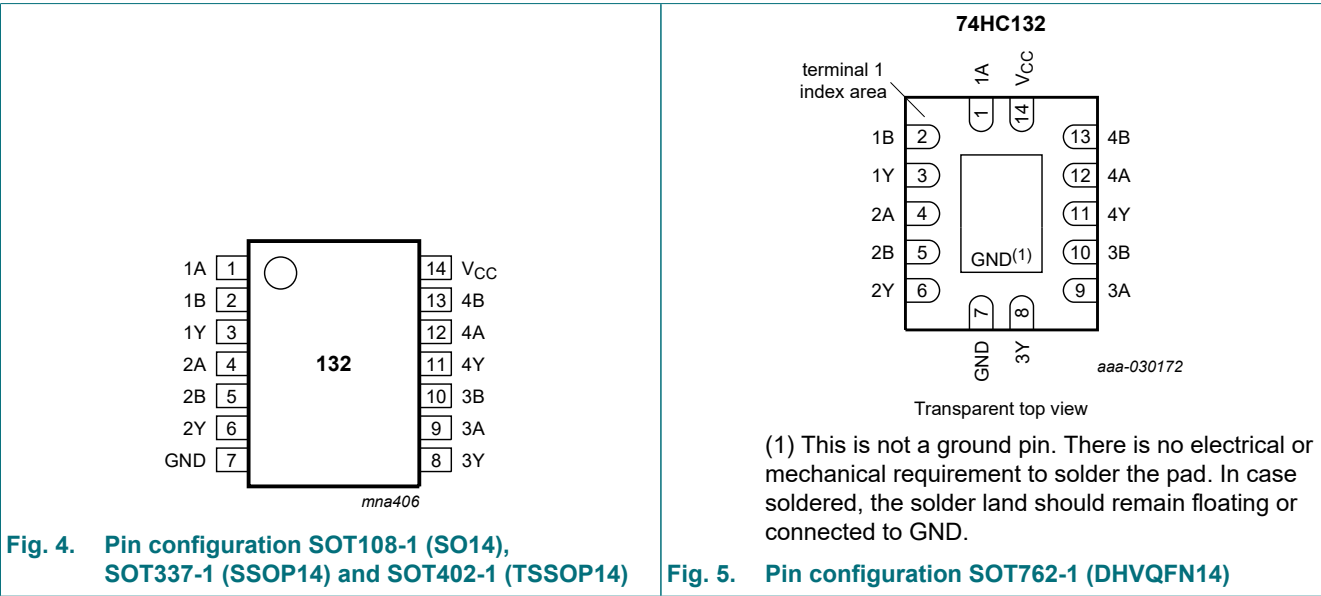 1A 1
1B 2
1Y 3
2A 4
2B 5
2Y 6
GND 7
132
14 VCC
13 4B
12 4A
11 4Y
10 3B
9 3A
8 3Y
mna406
Fig. 4. Pin configuration SOT108-1 (SO14),
SOT337-1 (SSOP14) and SOT402-1 (TSSOP14)
74HC132
terminal 1
index area
1A
VCC
1
14
1B 2
1Y 3
2A 4
2B 5
2Y 6
13 4B
12 4A
11 4Y
10 3B
9 3A
GND(1)
7
8
GND
3Y
aaa-030172
Transparent top view
(1) This is not a ground pin. There is no electrical or
mechanical requirement to solder the pad. In case
soldered, the solder land should remain floating or
connected to GND.
Fig. 5. Pin configuration SOT762-1 (DHVQFN14)